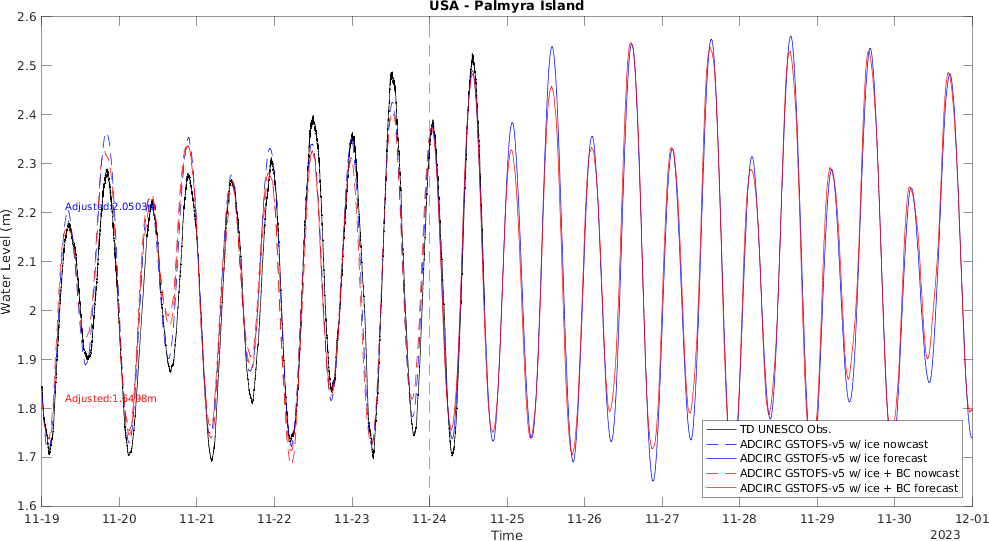 USA - Palmyra Island
2.6
2.5
2.4
2.3
2.2
2.1
2
1.9
1.8
1.7
1.6
Water Level (m)
Adjusted:2.0503m
Adjusted:1.6498m
TD UNESCO Obs.
ADCIRC GSTOFS-v5 w/ ice nowcast
ADCIRC GSTOFS-v5 w/ ice forecast
ADCIRC GSTOFS-v5 w/ ice + BC nowcast
ADCIRC GSTOFS-v5 w/ ice + BC forecast
11-19 11-20 11-21 11-22 11-23 11-24 11-25 11-26 11-27 11-28 11-29 11-30 12-01
Time
2023